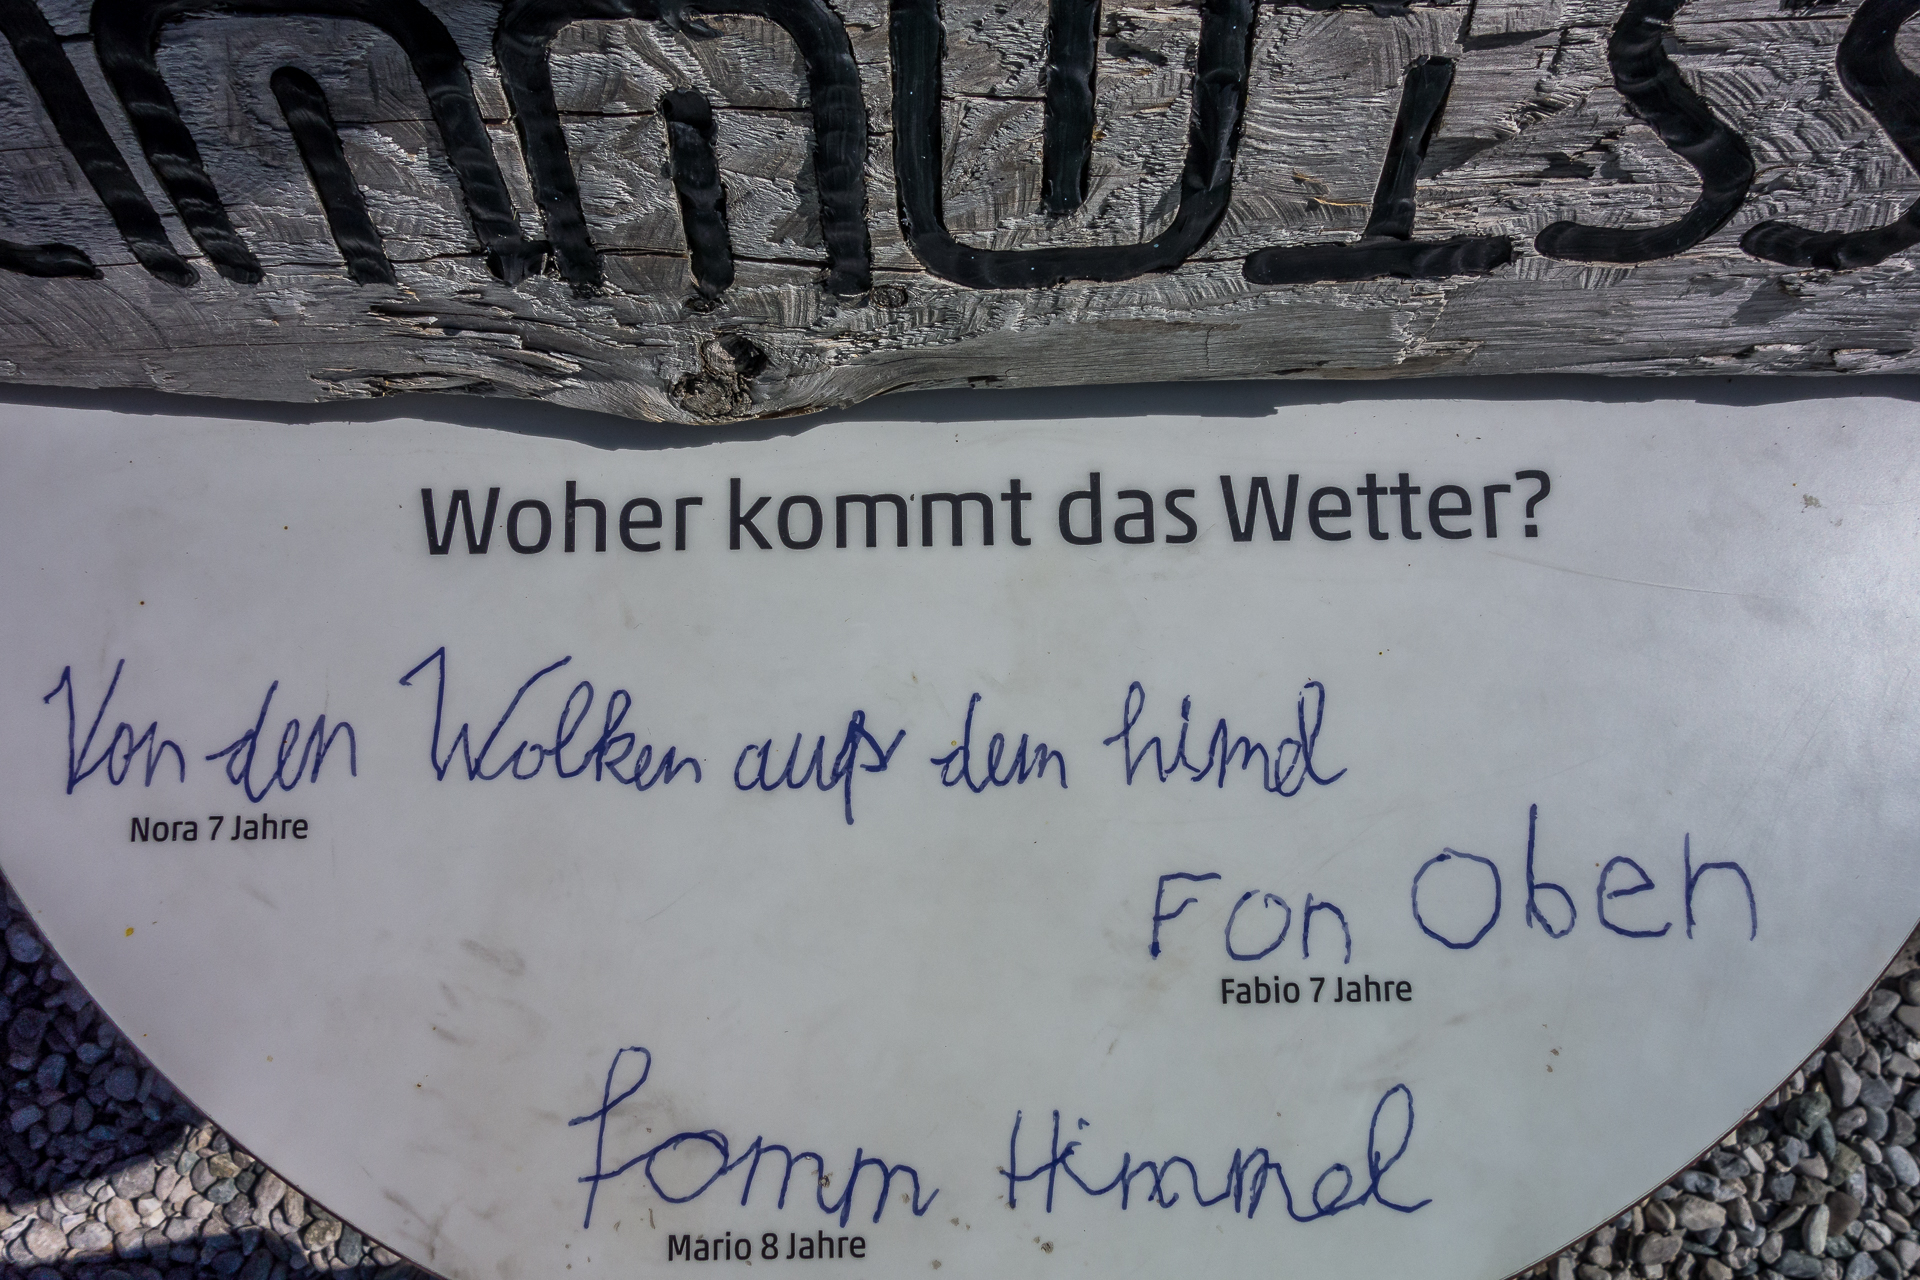 Woher kommt das Wetter?
Von den Wolken aups dem himel
Nora 7 Jahre
Fon Oben
Fabio 7 Jahre
fomm Himmel
Mario 8 Jahre